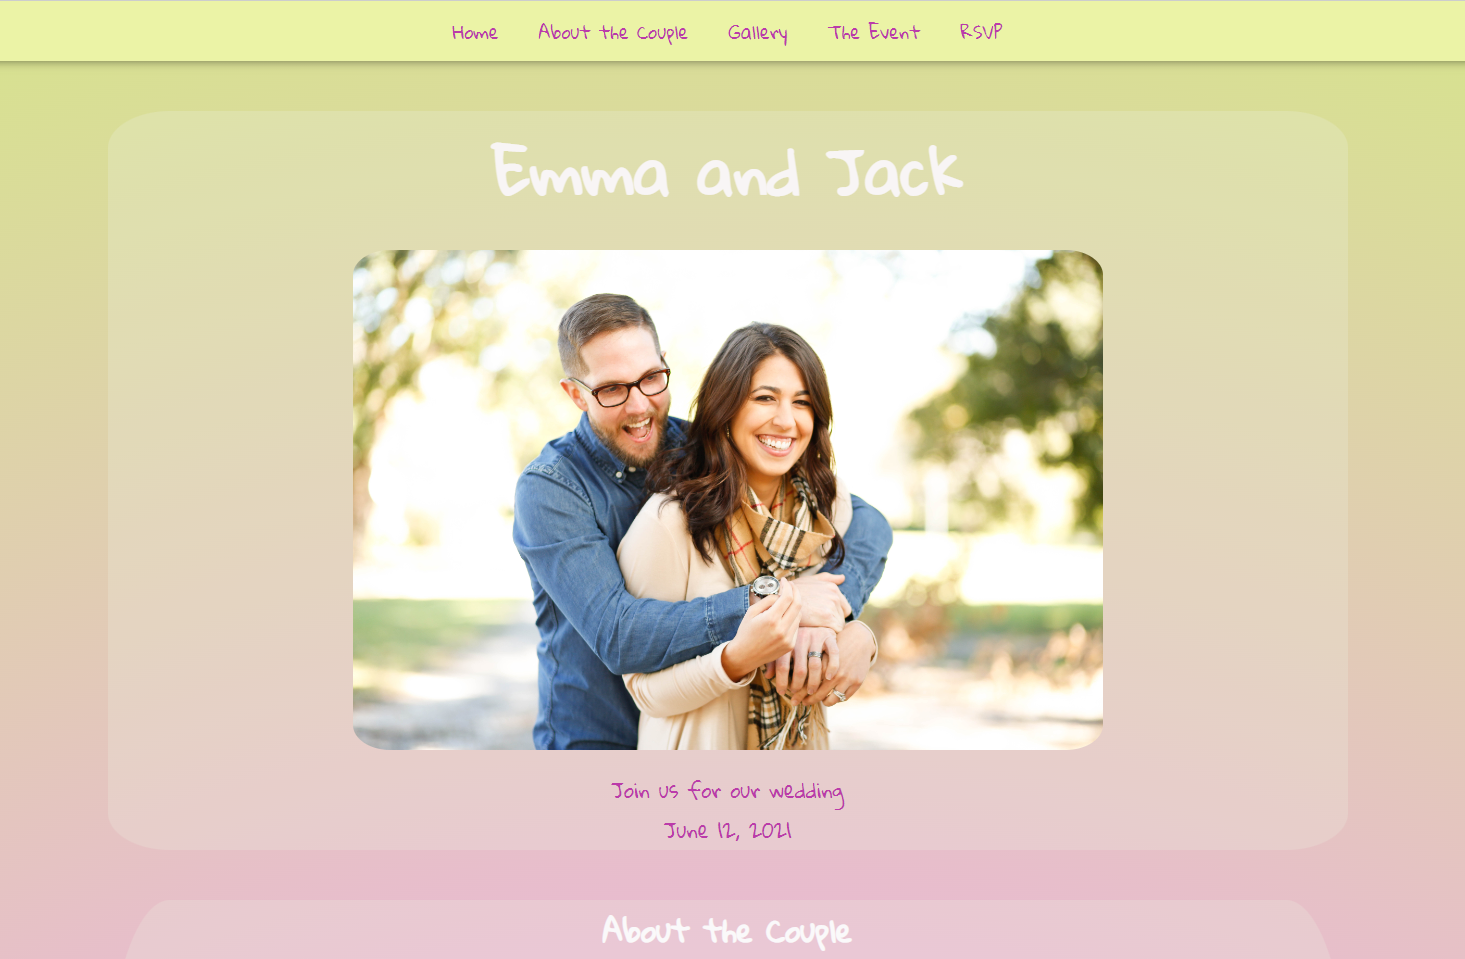 Home About the Couple Gallery The Event RSVP
Emma and Jack
Join us for our wedding
June 12, 2021
About the Couple